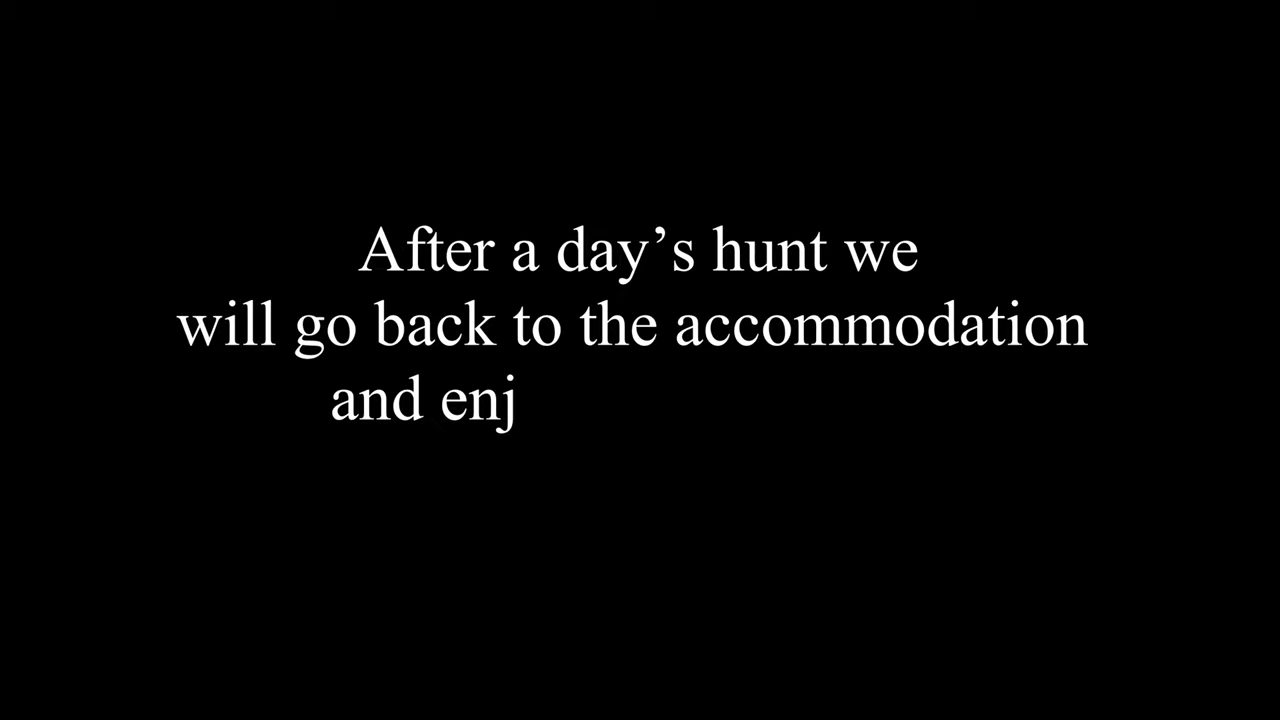 After a day’s hunt we
will go back to the accommodation
and enj